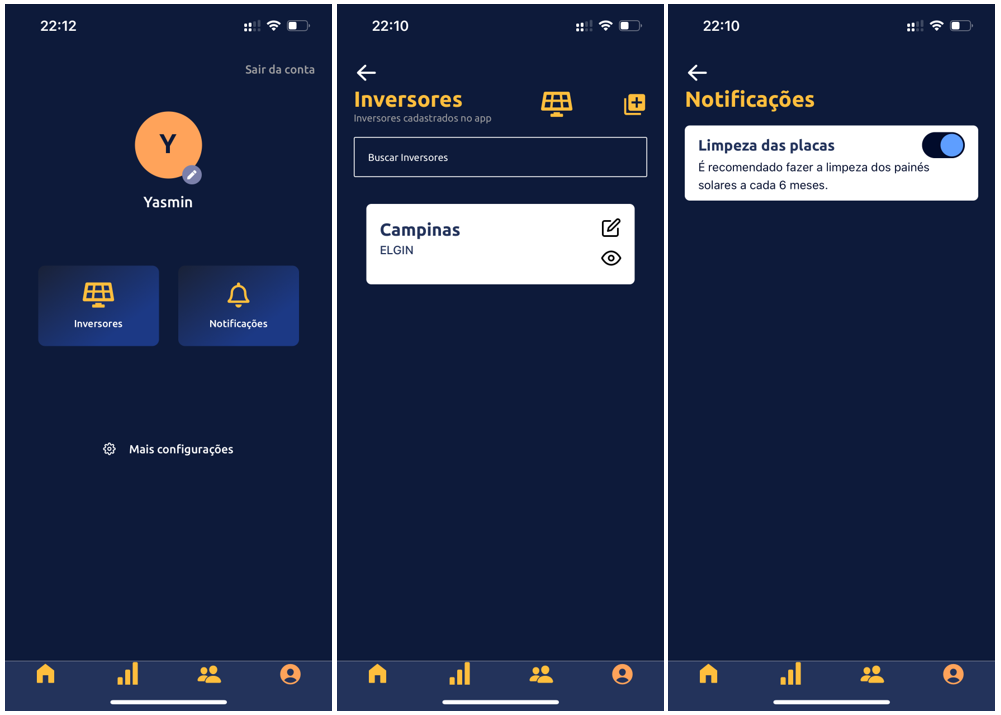 22:12
Sair da conta
Y
Yasmin
Inversores
Notificações
Mais configurações
22:10
Inversores
Inversores cadastrados no app
Buscar Inversores
Campinas
ELGIN
22:10
Notificações
Limpeza das placas
É recomendado fazer a limpeza dos painés
solares a cada 6 meses.